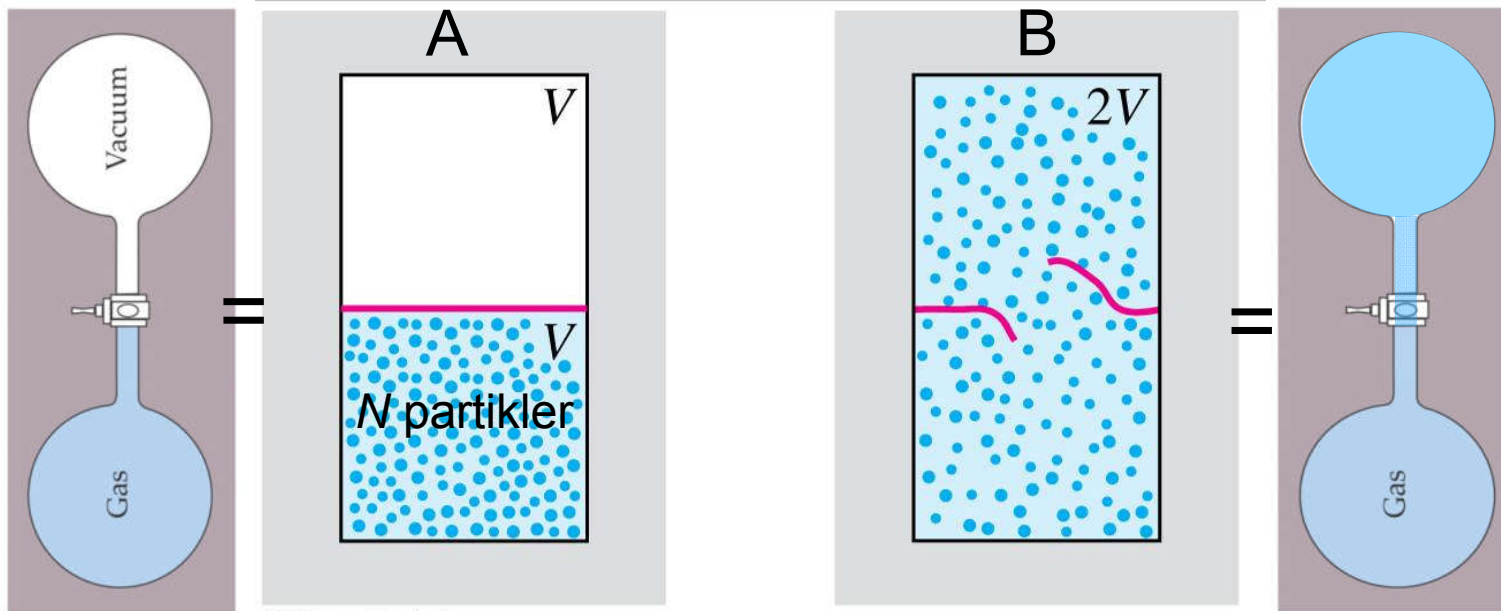 Vacuum
Gas
=
A
V
V
N partikler
B
2V
=
Gas